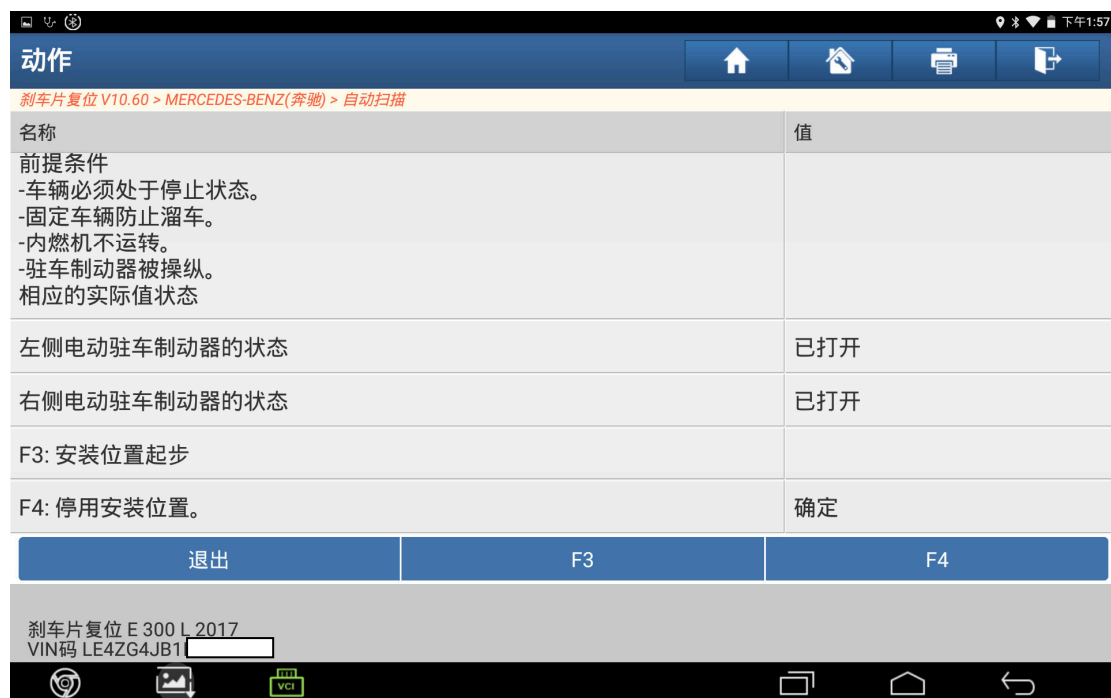 下午1:57
动作
刹车片复位 V10.60 > MERCEDES-BENZ(奔驰) > 自动扫描
名称 值
前提条件
-车辆必须处于停止状态。
-固定车辆防止溜车。
-内燃机不运转。
-驻车制动器被操纵。
相应的实际值状态
左侧电动驻车制动器的状态 已打开
右侧电动驻车制动器的状态 已打开
F3: 安装位置起步
F4: 停用安装位置。 确定
退出 F3 F4
刹车片复位 E 300 L 2017
VIN码 LE4ZG4JB1
VCI